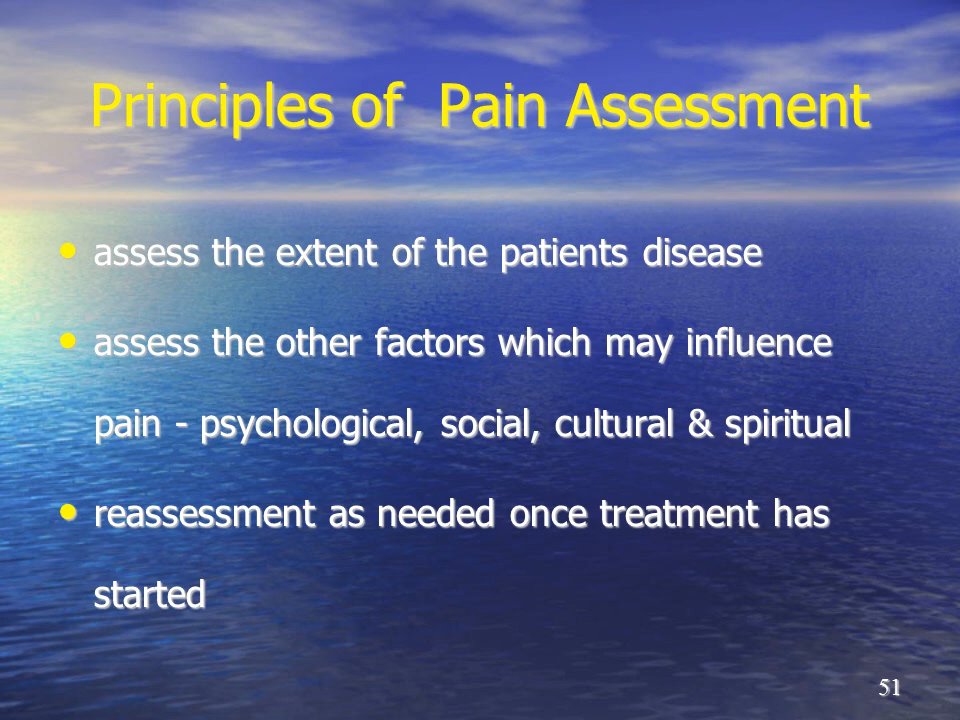 Principles of Pain Assessment
• assess the extent of the patients disease
• assess the other factors which may influence
pain - psychological, social, cultural & spiritual
• reassessment as needed once treatment has
started
51